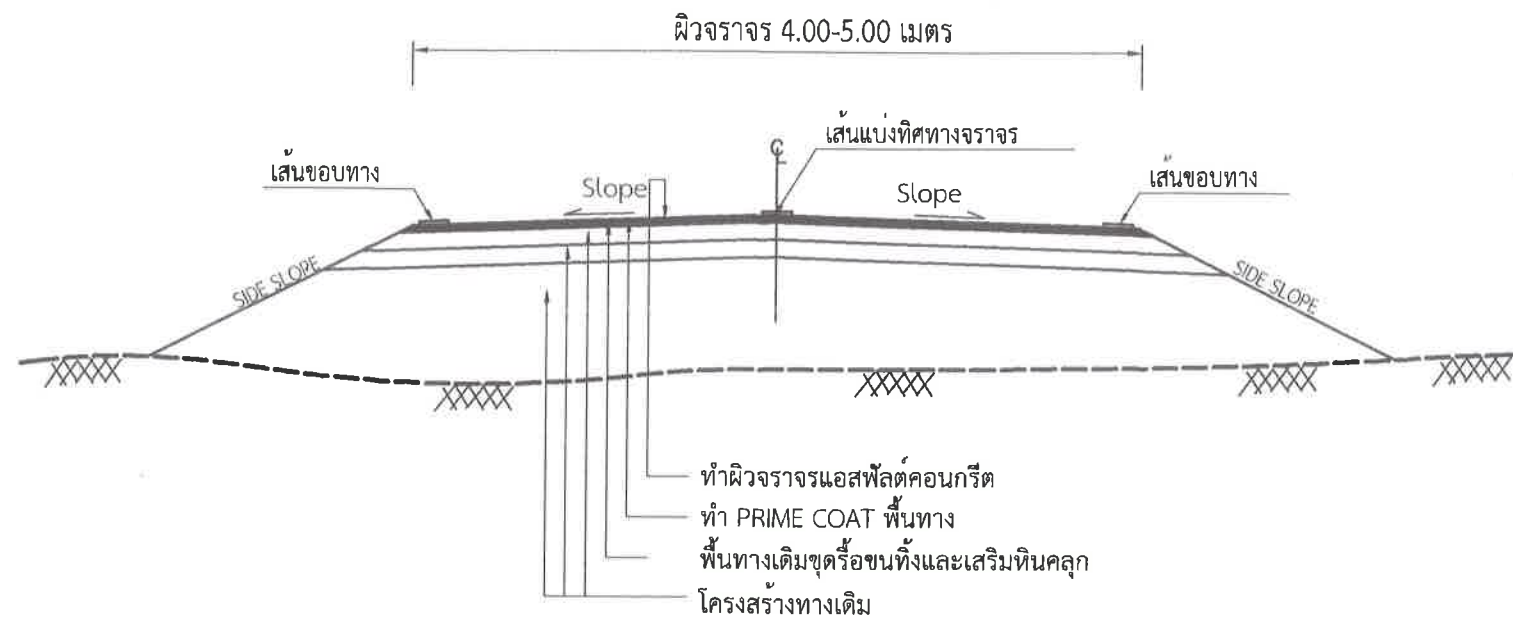 ผิวจราจร 4.00-5.00 เมตร
เส้นแบ่งทิศทางจราจร
℄
เส้นขอบทาง
Slope
Slope
เส้นขอบทาง
SIDE SLOPE
SIDE SLOPE
ทำผิวจราจรแอสฟัลต์คอนกรีต
ทำ PRIME COAT พื้นทาง
พื้นทางเดิมขุดรื้อขนทิ้งและเสริมหินคลุก
โครงสร้างทางเดิม